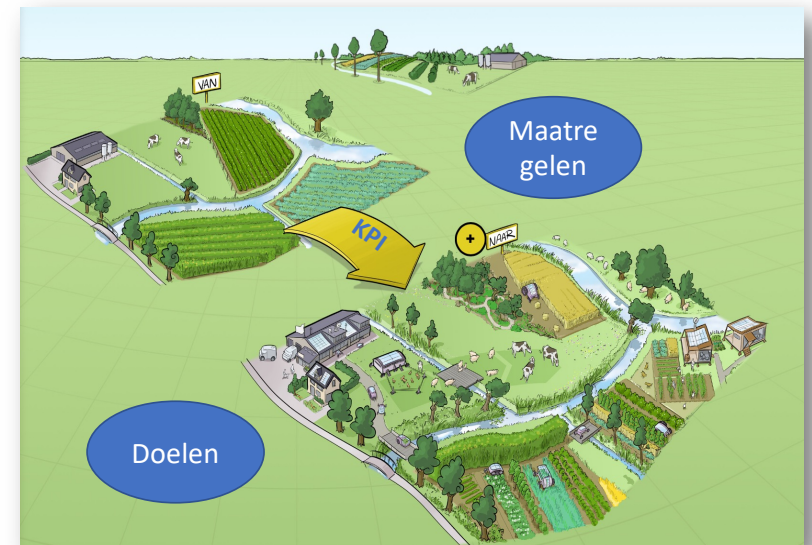 VAN
Maatre
gelen
KPI
+
NAAR
Doelen